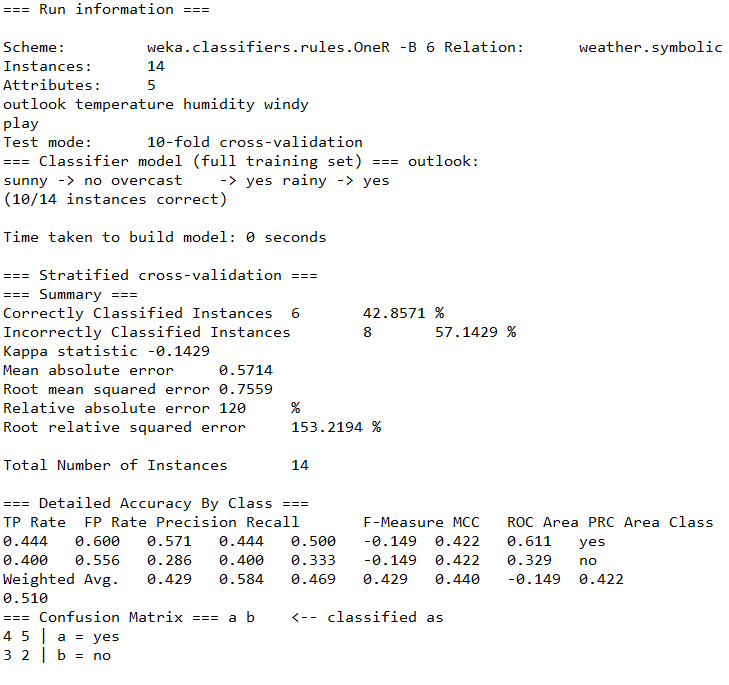 === Run information ===
Scheme: weka.classifiers.rules.OneR -B 6 Relation: weather.symbolic
Instances: 14
Attributes: 5
outlook temperature humidity windy
play
Test mode: 10-fold cross-validation
=== Classifier model (full training set) === outlook:
sunny -> no overcast -> yes rainy -> yes
(10/14 instances correct)
Time taken to build model: 0 seconds
=== Stratified cross-validation ===
=== Summary ===
Correctly Classified Instances 6 42.8571 %
Incorrectly Classified Instances 8 57.1429 %
Kappa statistic -0.1429
Mean absolute error 0.5714
Root mean squared error 0.7559
Relative absolute error 120 %
Root relative squared error 153.2194 %
Total Number of Instances 14
=== Detailed Accuracy By Class ===
TP Rate FP Rate Precision Recall F-Measure MCC ROC Area PRC Area Class
0.444 0.600 0.571 0.444 0.500 -0.149 0.422 0.611 yes
0.400 0.556 0.286 0.400 0.333 -0.149 0.422 0.329 no
Weighted Avg. 0.429 0.584 0.469 0.429 0.440 -0.149 0.422
0.510
=== Confusion Matrix === a b <-- classified as
4 5 | a = yes
3 2 | b = no